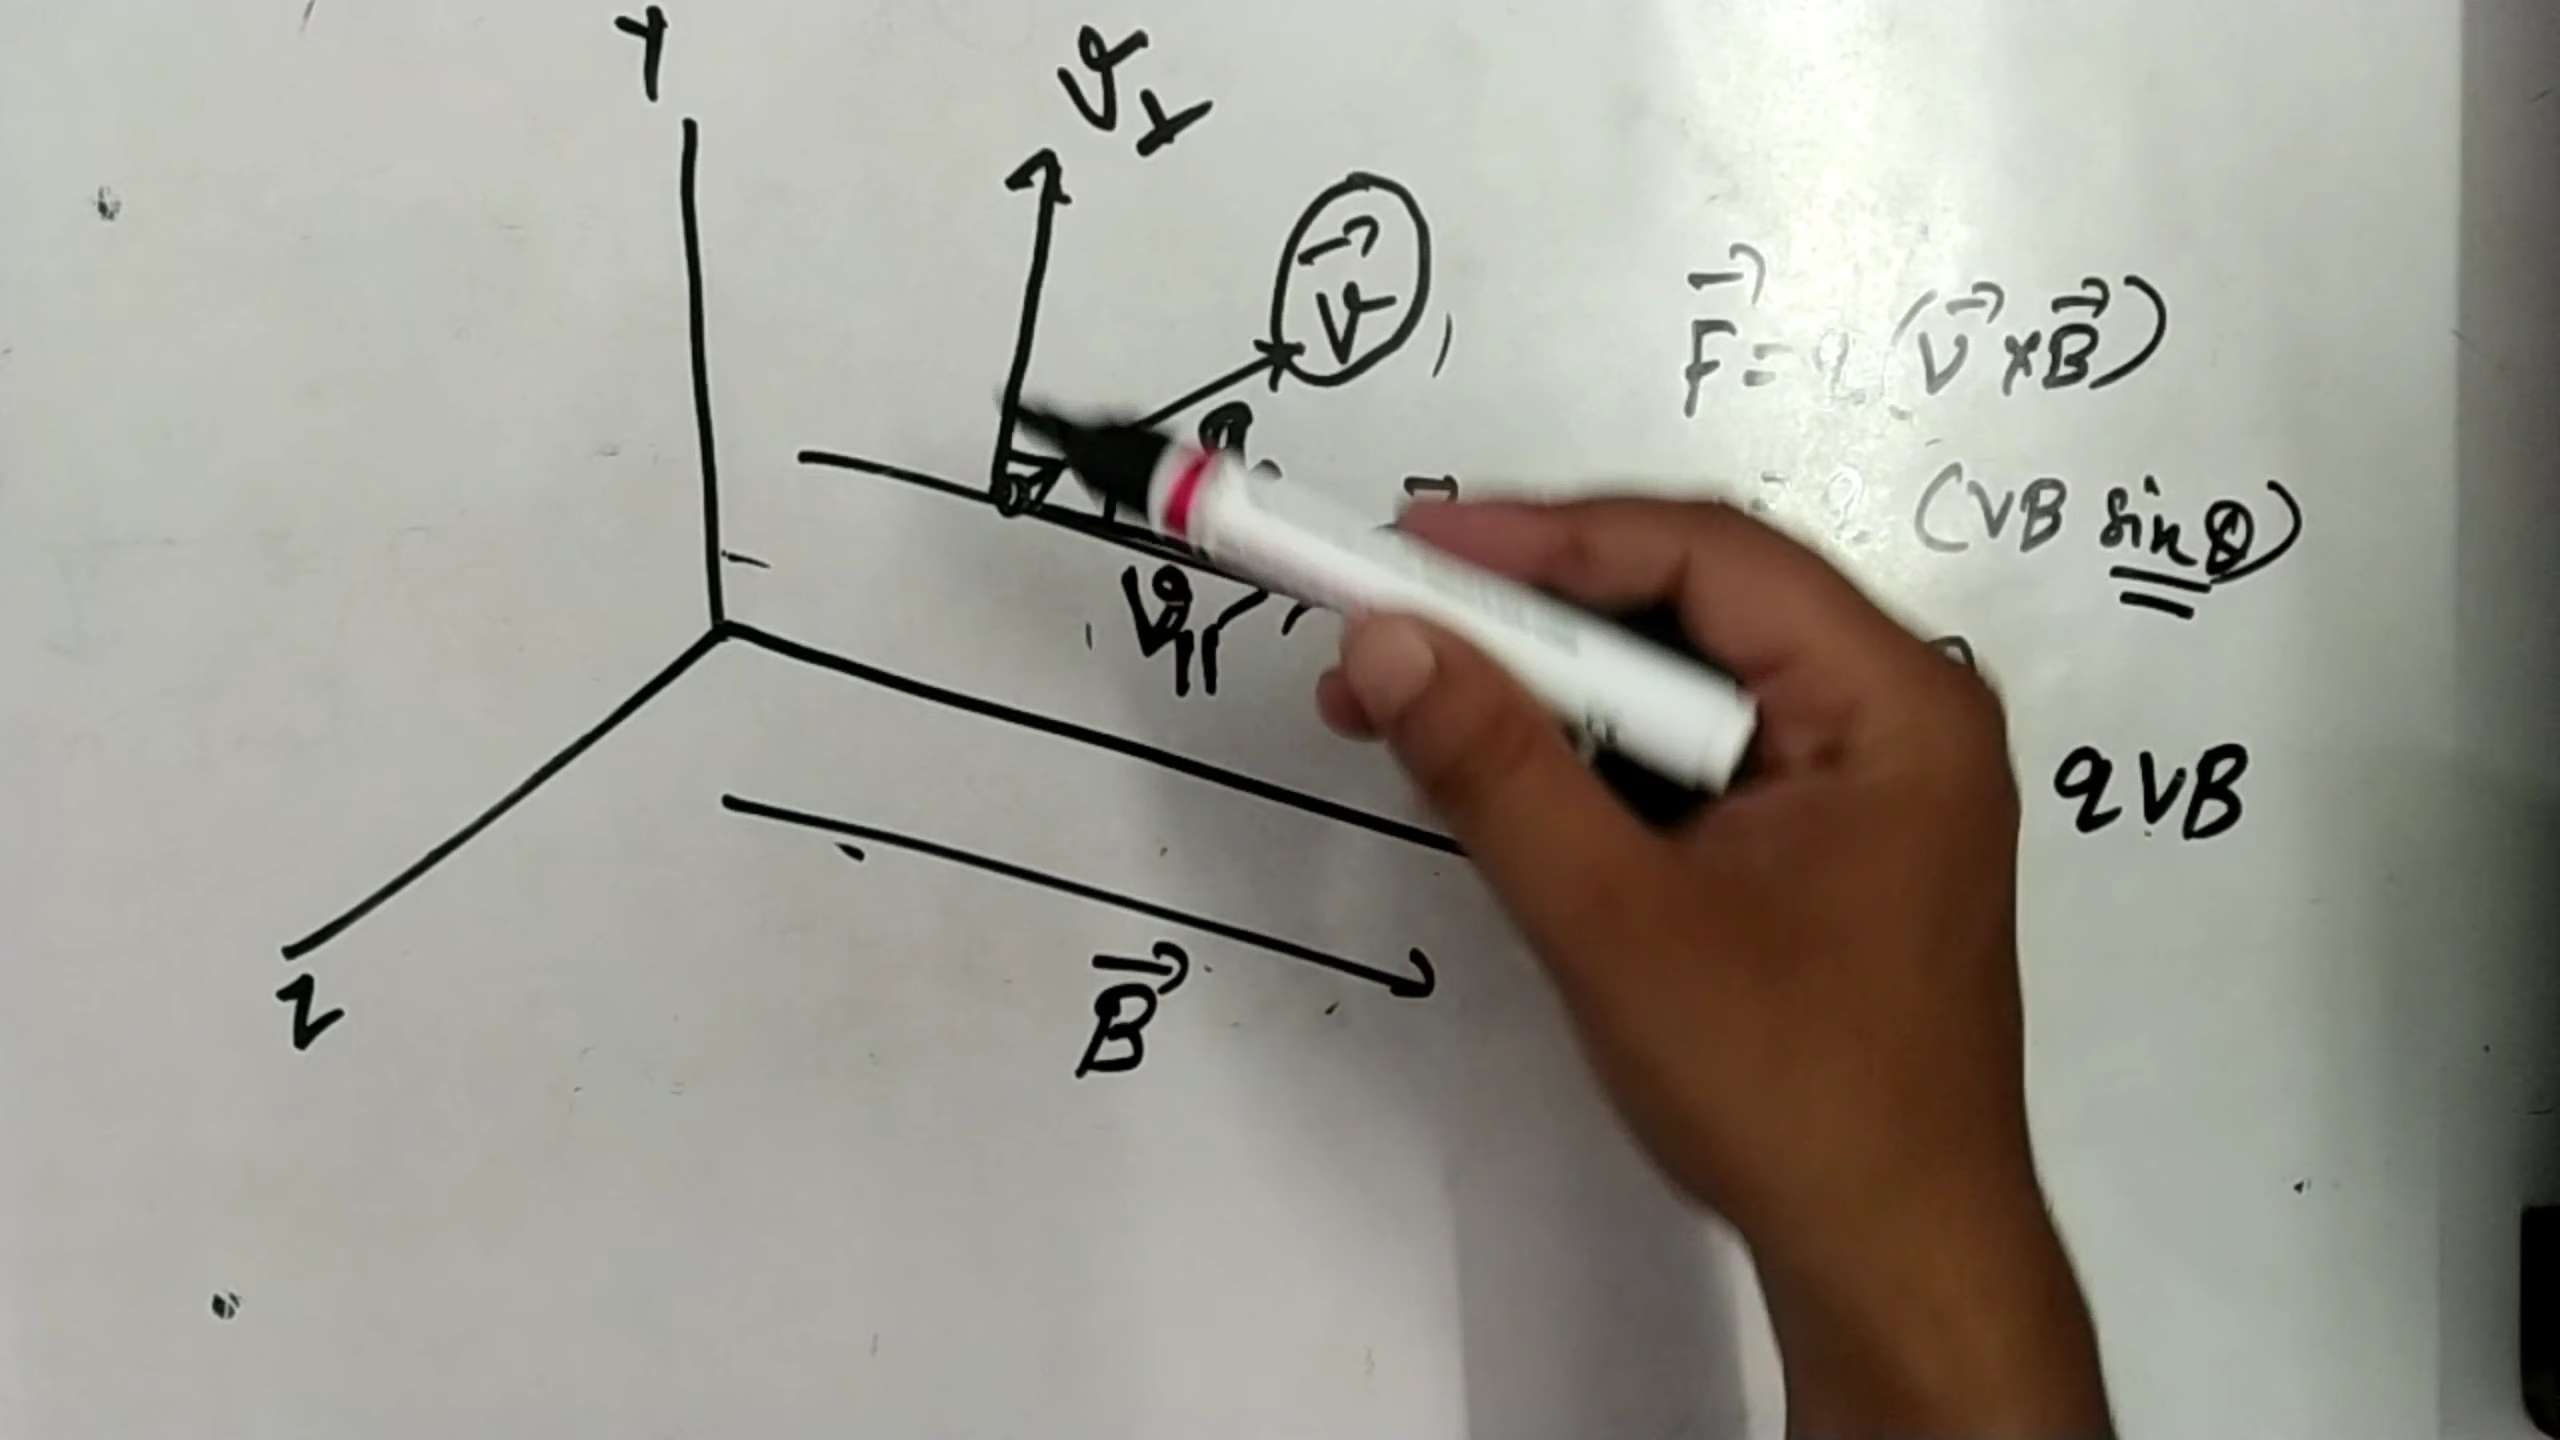 Y
v⊥
v⃗
F⃗ = q (v⃗ × B⃗)
= q (VB sinθ)
v||
qVB
B⃗
Z